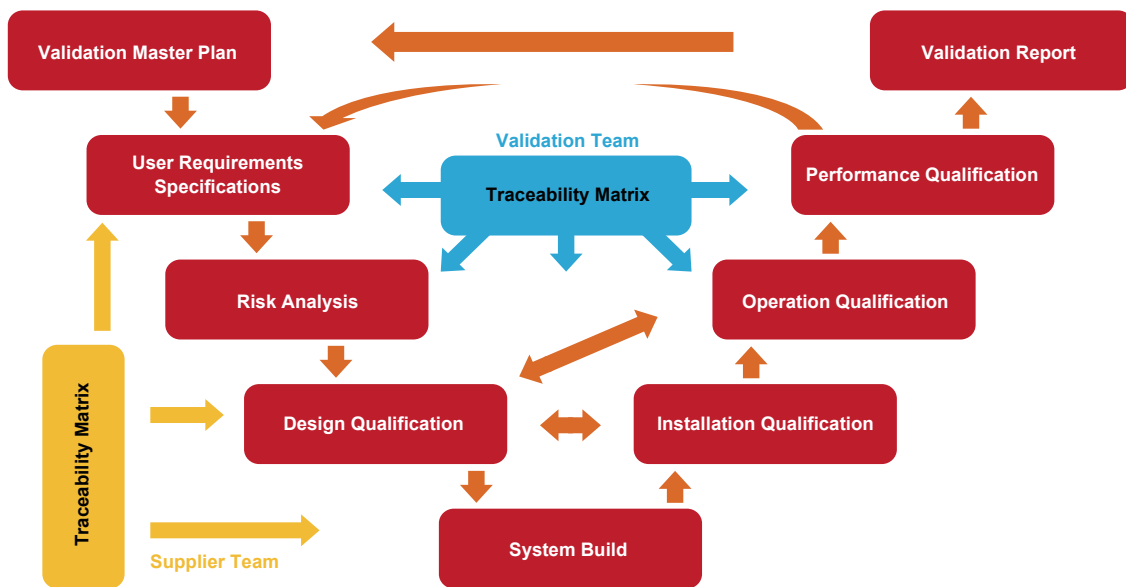 Validation Master Plan
Validation Report
Validation Team
User Requirements
Specifications
Traceability Matrix
Performance Qualification
Risk Analysis
Operation Qualification
Traceability Matrix
Design Qualification
Installation Qualification
System Build
Supplier Team